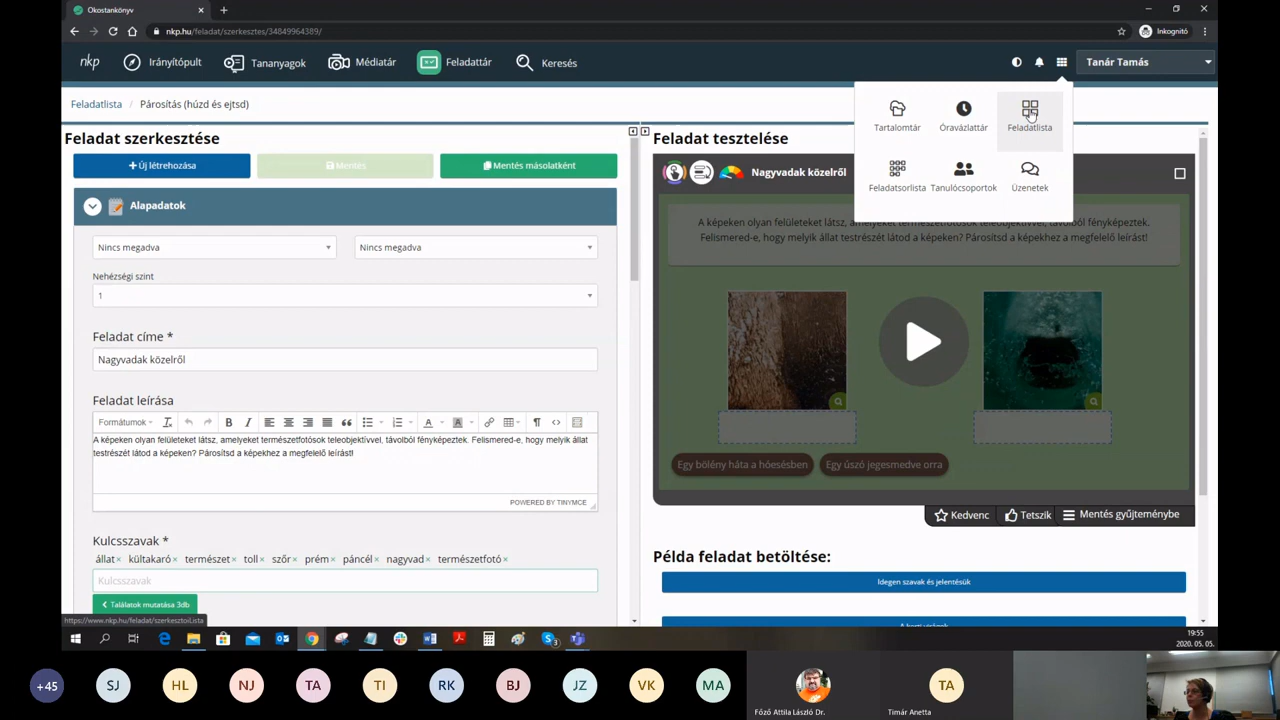 Okostankönyv
nkp.hu/feladat/szerkesztes/34849964389/
Inkognitó
nkp
Irányítópult
Tananyagok
Médiatár
Feladattár
Keresés
Tanár Tamás
Feladatlista / Párosítás (húzd és ejtsd)
Tartalomtár
Óravázlattár
Feladatlista
Feladatsorlista
Tanulócsoportok
Üzenetek
Feladat szerkesztése
+ Új létrehozása
Mentés
Mentés másolatként
Alapadatok
Nincs megadva
Nincs megadva
Nehézségi szint
1
Feladat címe *
Nagyvadak közelről
Feladat leírása
Formátumok
B I
A A
A képeken olyan felületeket látsz, amelyeket természetfotósok teleobjektívvel, távolból fényképeztek. Felismered-e, hogy melyik állat
testrészét látod a képeken? Párosítsd a képekhez a megfelelő leírást!
POWERED BY TINYMCE
Kulcsszavak *
állat× kültakaró× természet× toll× szőr× prém× páncél× nagyvad× természetfotó×
Kulcsszavak
Találatok mutatása 3db
https://www.nkp.hu/feladat/szerkesztoiLista
Feladat tesztelése
Nagyvadak közelről
A képeken olyan felületeket látsz, amelyeket természetfotósok teleobjektívvel, távolból fényképeztek.
Felismered-e, hogy melyik állat testrészét látod a képeken? Párosítsd a képekhez a megfelelő leírást!
Egy bölény háta a hóesésben
Egy úszó jegesmedve orra
Kedvenc
Tetszik
Mentés gyűjteménybe
Példa feladat betöltése:
Idegen szavak és jelentésük
A kerti virágok
3
19:55
2020. 05. 05.
+45
SJ
HL
NJ
TA
TI
RK
BJ
JZ
VK
MA
TA
Főző Attila László Dr.
Timár Anetta